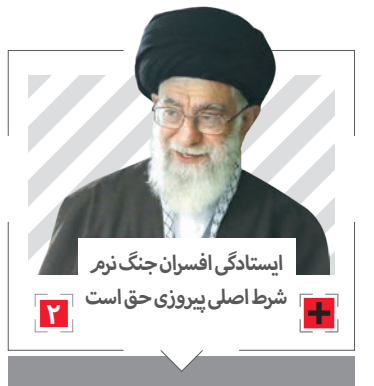 ایستادگی افسران جنگ نرم
شرط اصلی پیروزی حق است
۲